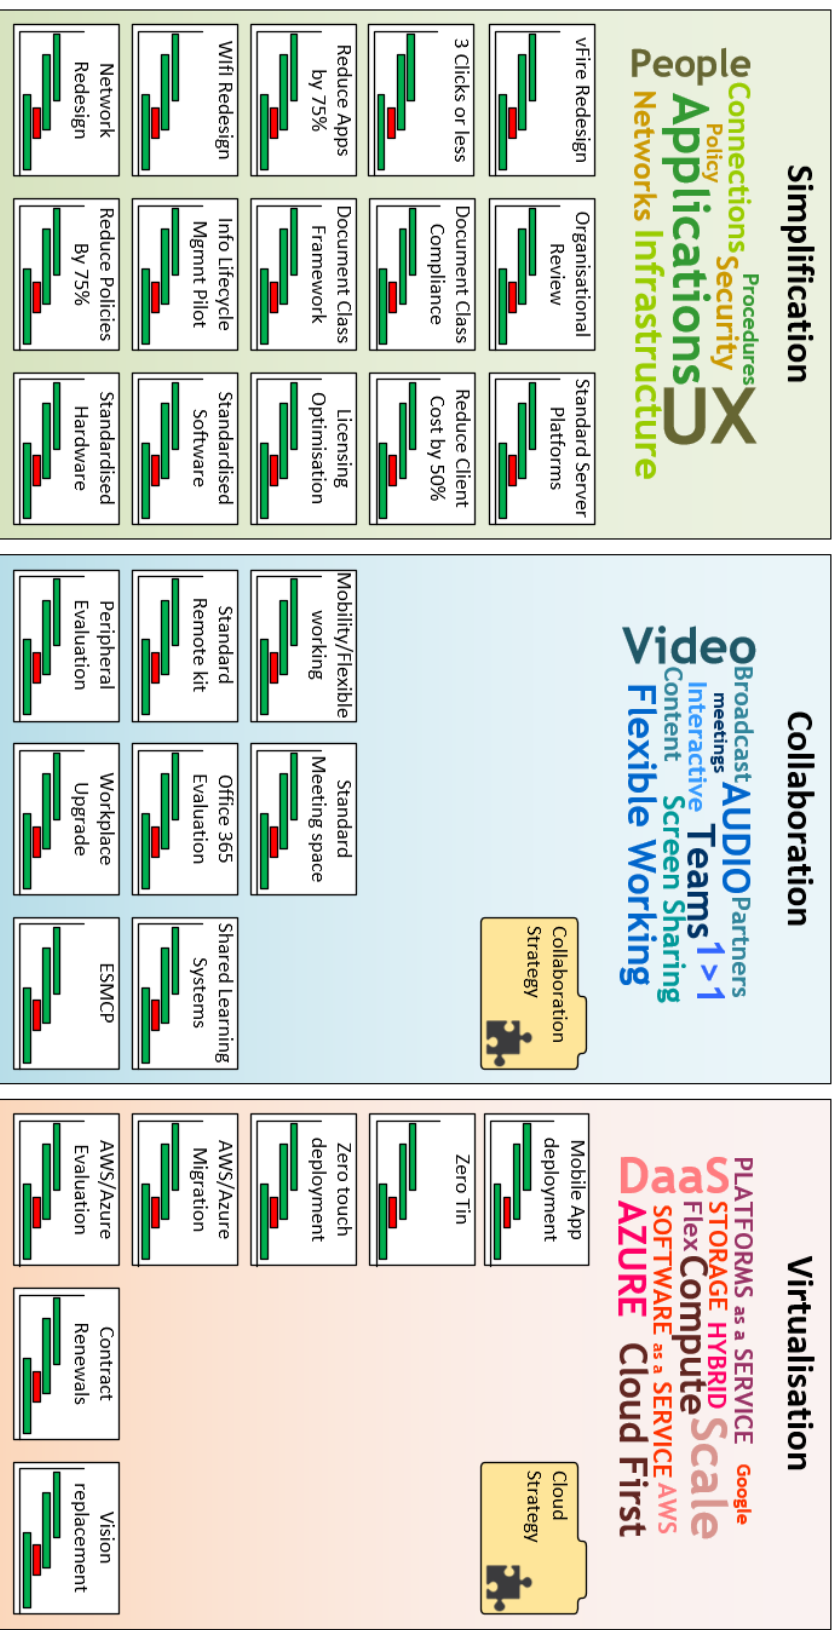 Simplification
People
Connections
Policy
Applications
Networks
Procedures
Security
UX
Infrastructure
vFire Redesign
Organisational
Review
Standard Server
Platforms
3 Clicks or less
Document Class
Compliance
Reduce Client
Cost by 50%
Reduce Apps
by 75%
Document Class
Framework
Licensing
Optimisation
WIfI Redesign
Info Lifecycle
Mgmnt Pilot
Standardised
Software
Network
Redesign
Reduce Policies
By 75%
Standardised
Hardware
Collaboration
Video
Broadcast
meetings
Interactive
Content
AUDIO
Partners
Teams
1>1
Screen Sharing
Flexible Working
Collaboration
Strategy
Mobility/Flexible
working
Standard
Meeting space
Standard
Remote kit
Office 365
Evaluation
Shared Learning
Systems
Peripheral
Evaluation
Workplace
Upgrade
ESMCP
Virtualisation
DaaS
PLATFORMS as a SERVICE
Google
STORAGE HYBRID
Flex
Compute
Scale
SOFTWARE as a SERVICE
AWS
AZURE
Cloud First
Mobile App
deployment
Cloud
Strategy
Zero Tin
Zero touch
deployment
AWS/Azure
Migration
AWS/Azure
Evaluation
Contract
Renewals
Vision
replacement